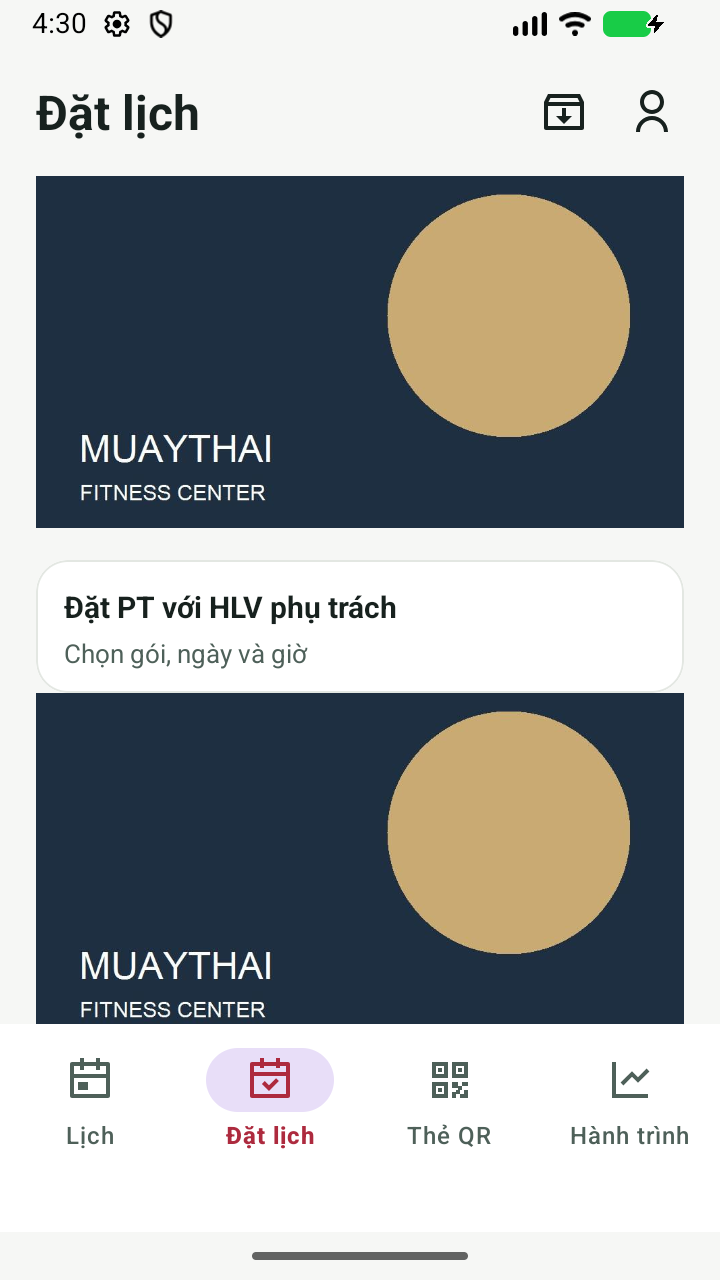 4:30
Đặt lịch
MUAYTHAI
FITNESS CENTER
Đặt PT với HLV phụ trách
Chọn gói, ngày và giờ
MUAYTHAI
FITNESS CENTER
Lịch
Đặt lịch
Thẻ QR
Hành trình